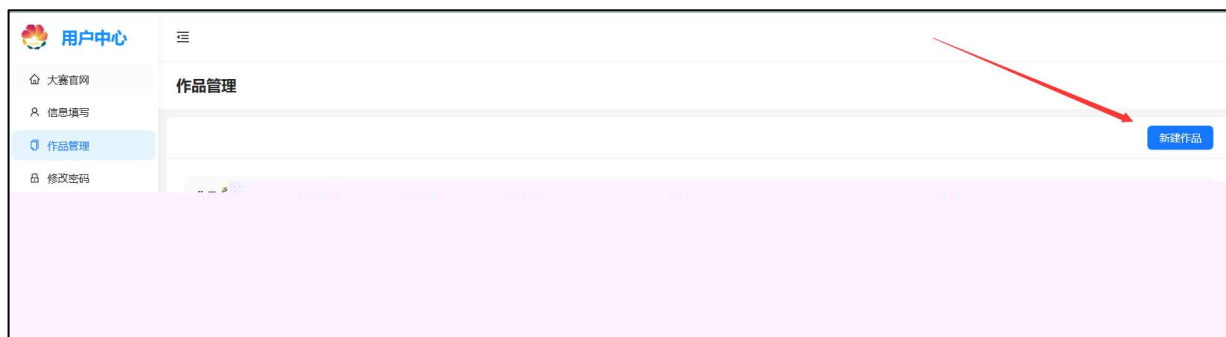 用户中心
大赛官网
作品管理
信息填写
作品管理
新建作品
修改密码